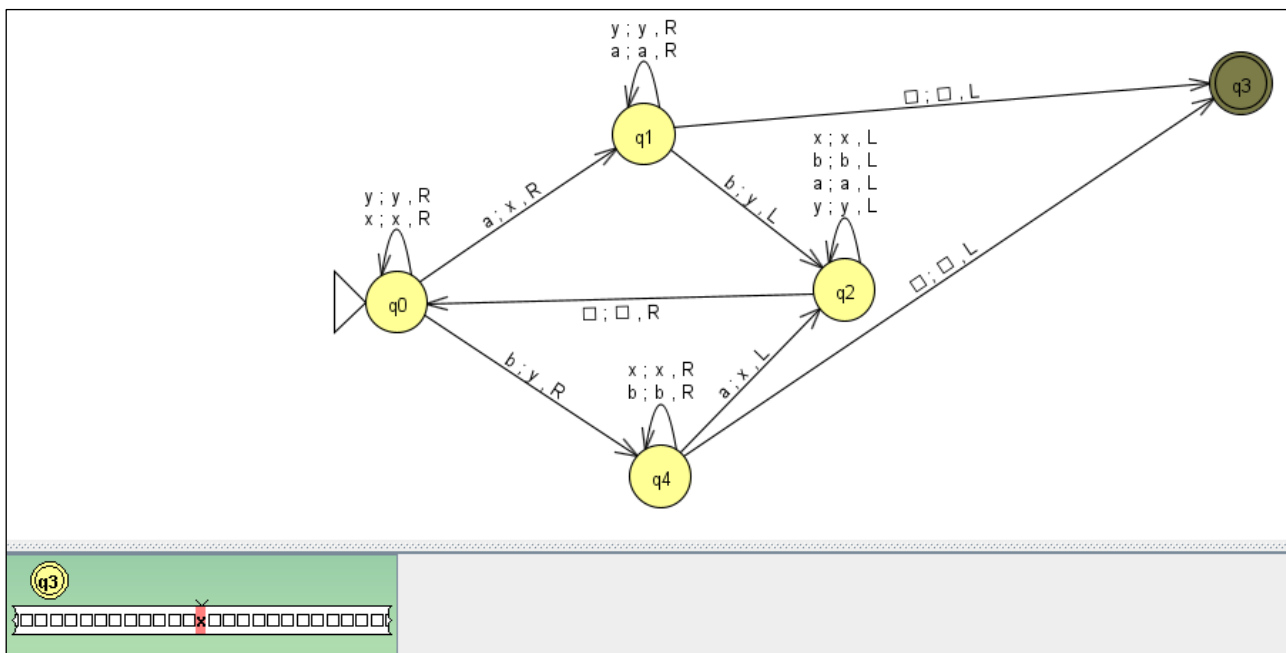 y ; y , R
a ; a , R
q3
□ ; □ , L
q1
x ; x , L
b ; b , L
a ; a , L
y ; y , L
b ; y , L
y ; y , R
x ; x , R
a ; x , R
□ ; □ , L
q2
q0
□ ; □ , R
b ; y , R
x ; x , R
b ; b , R
a ; x , L
q4
q3
□□□□□□□□□□□□x□□□□□□□□□□□□